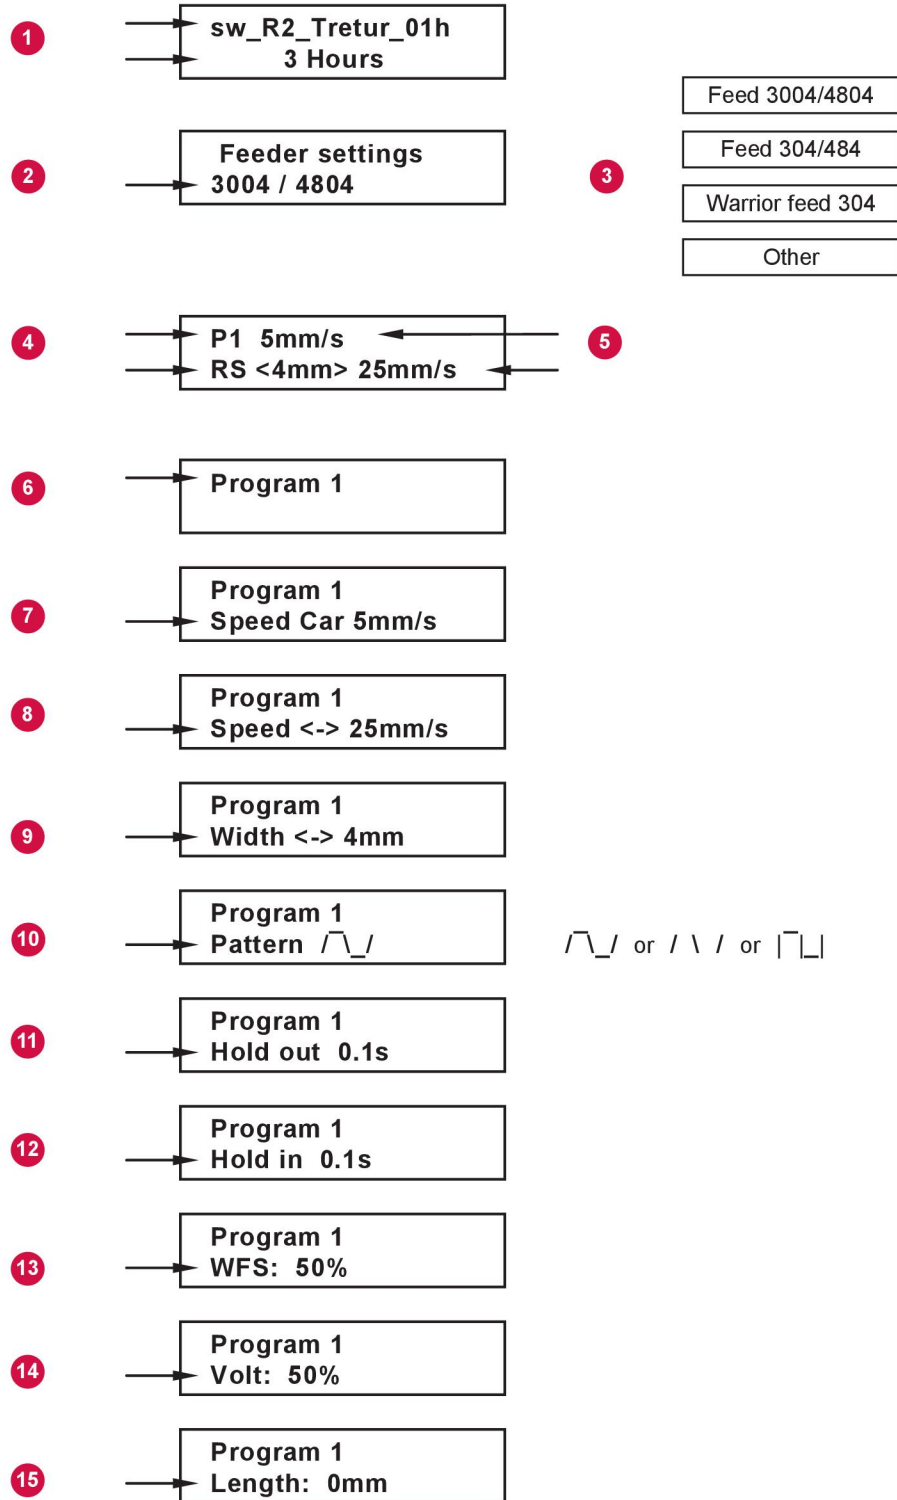 1
sw_R2_Tretur_01h
3 Hours
2
Feeder settings
3004 / 4804
3
Feed 3004/4804
Feed 304/484
Warrior feed 304
Other
4
P1 5mm/s
RS <4mm> 25mm/s
5
6
Program 1
7
Program 1
Speed Car 5mm/s
8
Program 1
Speed <-> 25mm/s
9
Program 1
Width <-> 4mm
10
Program 1
Pattern /‾\_/
/‾\_/ or / \ / or |‾|_|
11
Program 1
Hold out 0.1s
12
Program 1
Hold in 0.1s
13
Program 1
WFS: 50%
14
Program 1
Volt: 50%
15
Program 1
Length: 0mm